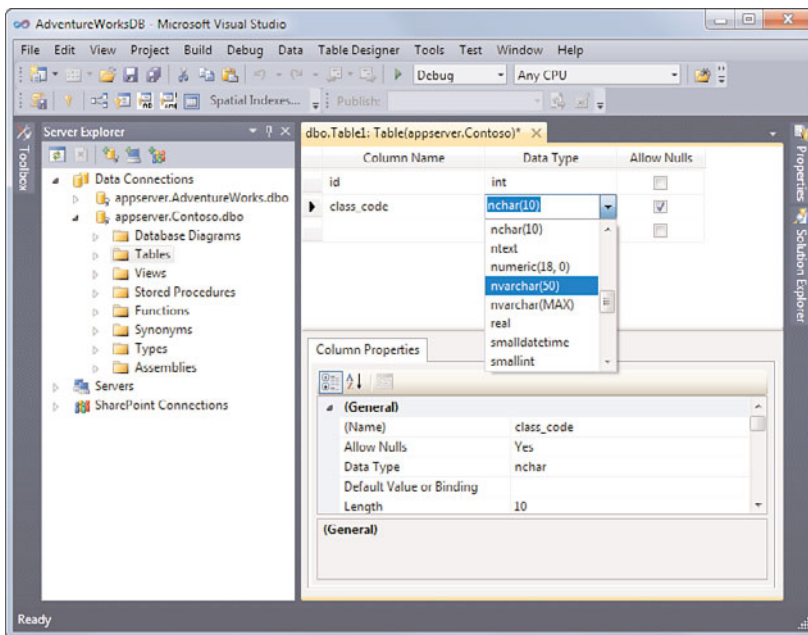 AdventureWorksDB - Microsoft Visual Studio
File Edit View Project Build Debug Data Table Designer Tools Test Window Help
Debug Any CPU
Spatial Indexes... Publish:
Toolbox
Server Explorer
Data Connections
appserver.AdventureWorks.dbo
appserver.Contoso.dbo
Database Diagrams
Tables
Views
Stored Procedures
Functions
Synonyms
Types
Assemblies
Servers
SharePoint Connections
dbo.Table1: Table(appserver.Contoso)*
Column Name Data Type Allow Nulls
id int
class_code nchar(10)
nchar(10)
ntext
numeric(18, 0)
nvarchar(50)
nvarchar(MAX)
real
smalldatetime
smallint
Column Properties
(General)
(Name) class_code
Allow Nulls Yes
Data Type nchar
Default Value or Binding
Length 10
(General)
Properties
Solution Explorer
Ready